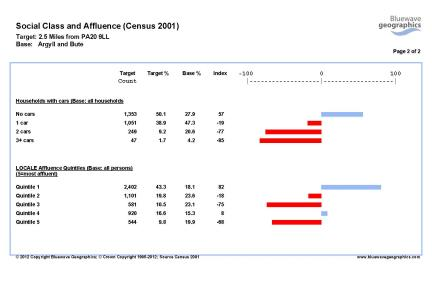 Social Class and Affluence (Census 2001)
Bluewave
geographics
Target: 2.5 Miles from PA20 9LL
Base: Argyll and Bute
Page 2 of 2
Target Target % Base % Index -100 0 100
Count
Households with cars (Base: all households
No cars 1,353 50.1 27.9 57
1 car 1,051 38.9 47.3 -19
2 cars 249 9.2 20.6 -77
3+ cars 47 1.7 4.2 -85
LOCALE Affluence Quintiles (Base: all persons)
(5=most affluent)
Quintile 1 2,402 43.3 18.1 82
Quintile 2 1,101 19.8 23.6 -18
Quintile 3 581 10.5 23.1 -75
Quintile 4 920 16.6 15.3 8
Quintile 5 544 9.8 19.9 -68
© 2012 Copyright Bluewave Geographics; © Crown Copyright 1995-2012; Source Census 2001 www.bluewavegeographics.com